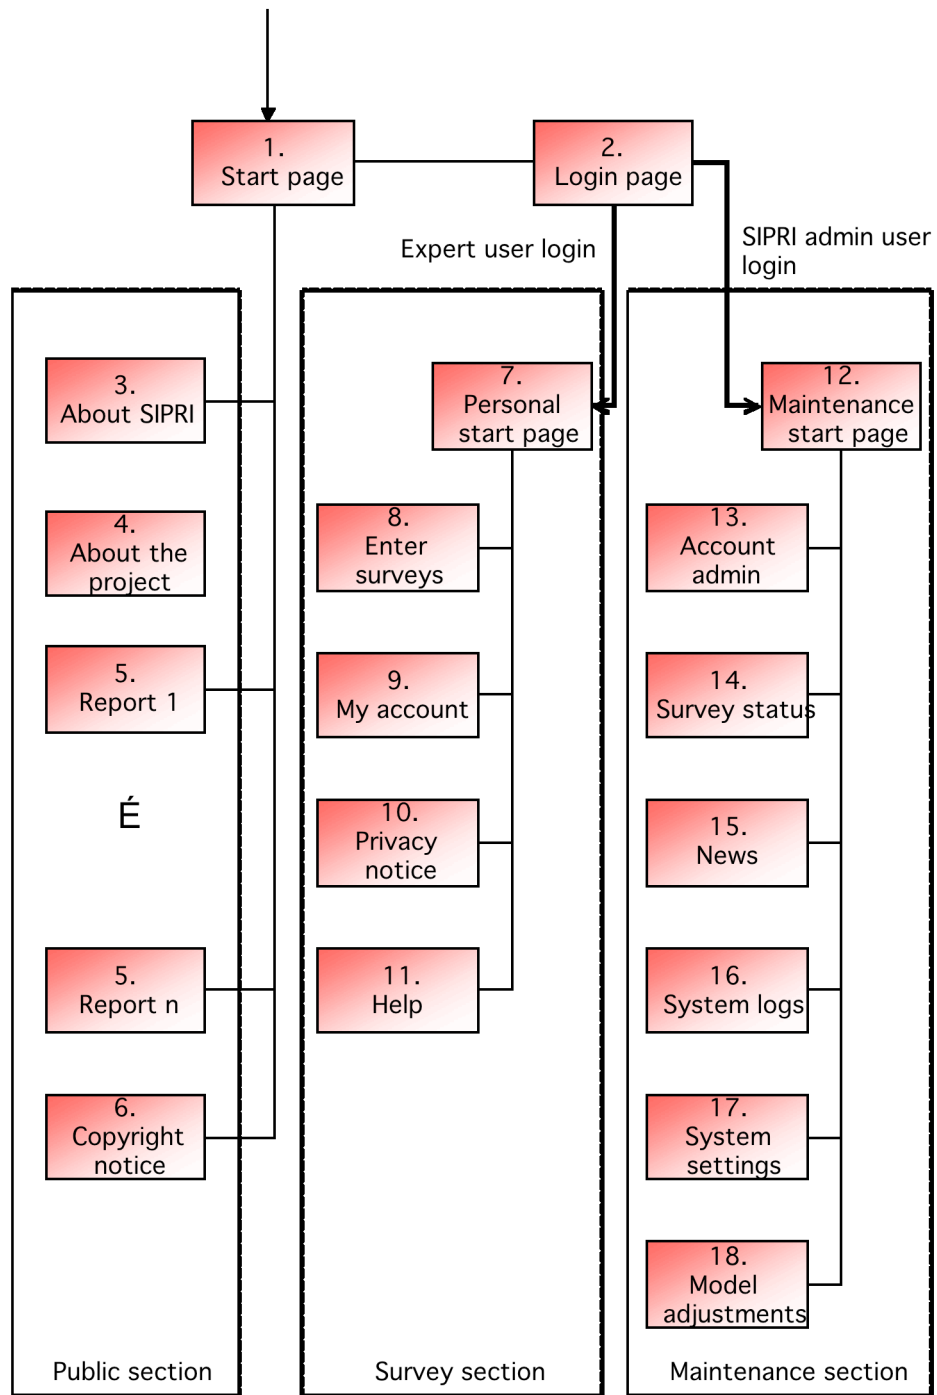 1.
Start page
2.
Login page
Expert user login
SIPRI admin user
login
3.
About SIPRI
4.
About the
project
5.
Report 1
É
5.
Report n
6.
Copyright
notice
Public section
7.
Personal
start page
8.
Enter
surveys
9.
My account
10.
Privacy
notice
11.
Help
Survey section
12.
Maintenance
start page
13.
Account
admin
14.
Survey status
15.
News
16.
System logs
17.
System
settings
18.
Model
adjustments
Maintenance section